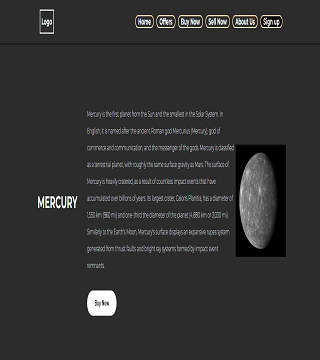 Logo
Home Offers Buy Now Sell Now About Us Sign up
Mercury is the first planet from the Sun and the smallest in the Solar System. In
English, it is named after the ancient Roman god Mercurius (Mercury), god of
commerce and communication, and the messenger of the gods. Mercury is classified
as a terrestrial planet, with roughly the same surface gravity as Mars. The surface of
Mercury is heavily cratered, as a result of countless impact events that have
accumulated over billions of years. Its largest crater, Caloris Planitia, has a diameter of
1,550 km (960 mi) and one-third the diameter of the planet (4,880 km or 3,030 mi).
Similarly to the Earth's Moon, Mercury's surface displays an expansive rupes system
generated from thrust faults and bright ray systems formed by impact event
remnants.
MERCURY
Buy Now